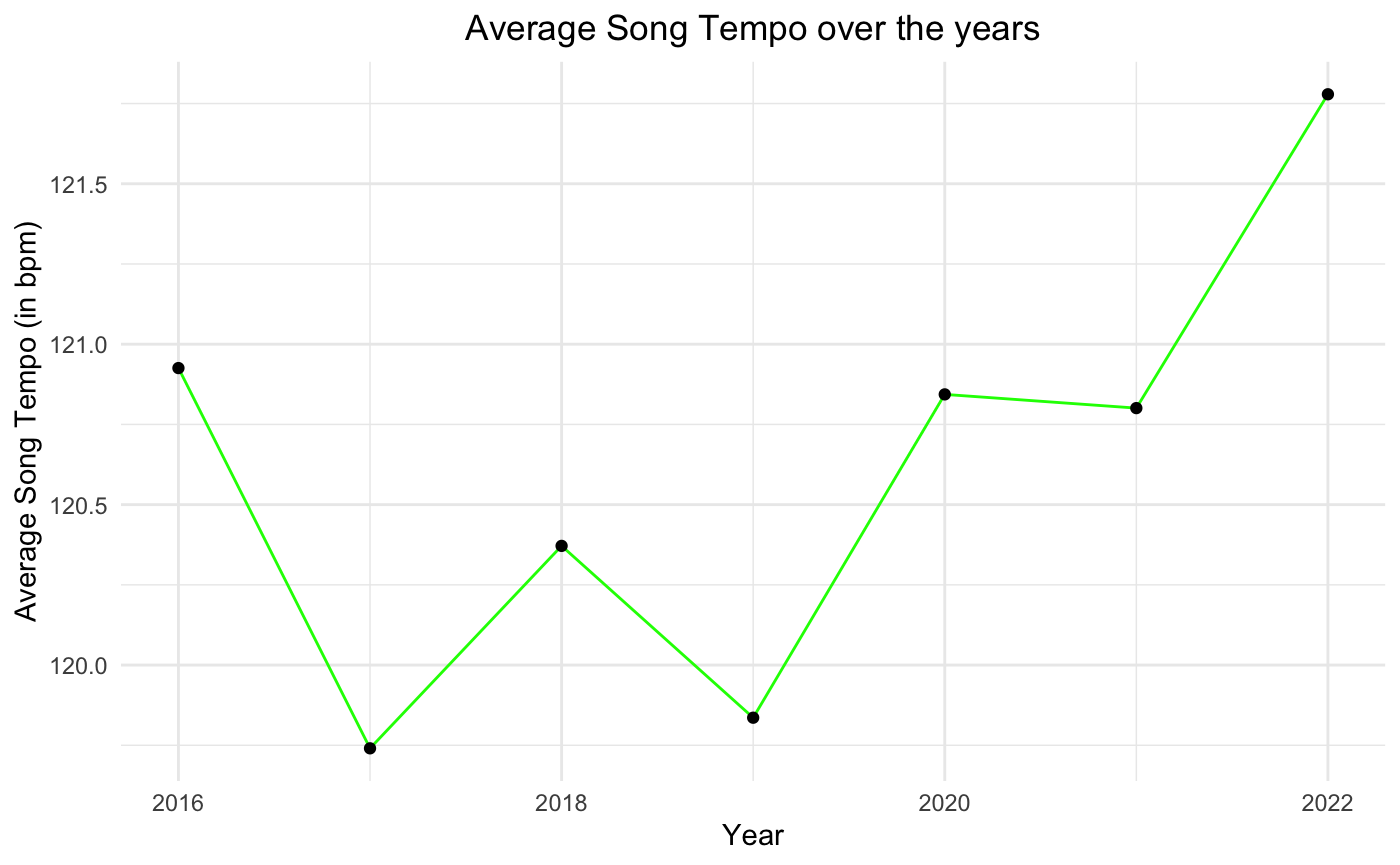 Average Song Tempo over the years
Average Song Tempo (in bpm)
121.5
121.0
120.5
120.0
2016 2018 2020 2022
Year